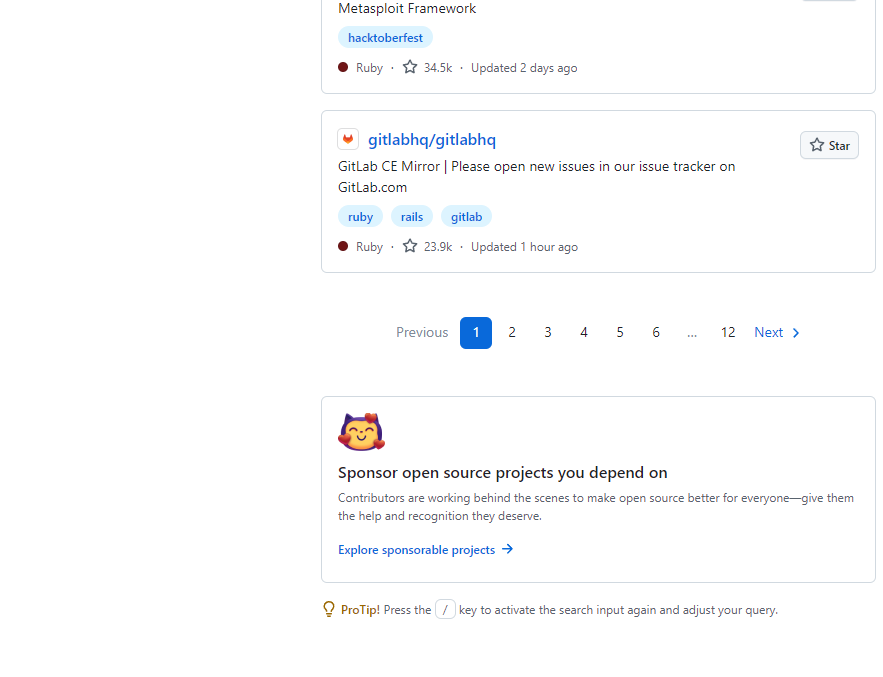 Metasploit Framework
hacktoberfest
Ruby · 34.5k · Updated 2 days ago
gitlabhq/gitlabhq
Star
GitLab CE Mirror | Please open new issues in our issue tracker on
GitLab.com
ruby rails gitlab
Ruby · 23.9k · Updated 1 hour ago
Previous 1 2 3 4 5 6 … 12 Next
Sponsor open source projects you depend on
Contributors are working behind the scenes to make open source better for everyone—give them
the help and recognition they deserve.
Explore sponsorable projects
ProTip! Press the / key to activate the search input again and adjust your query.